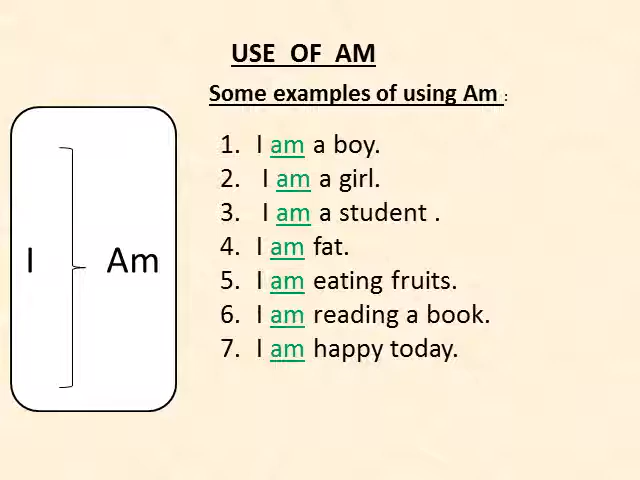 USE OF AM
Some examples of using Am :
I
Am
1. I am a boy.
2. I am a girl.
3. I am a student .
4. I am fat.
5. I am eating fruits.
6. I am reading a book.
7. I am happy today.